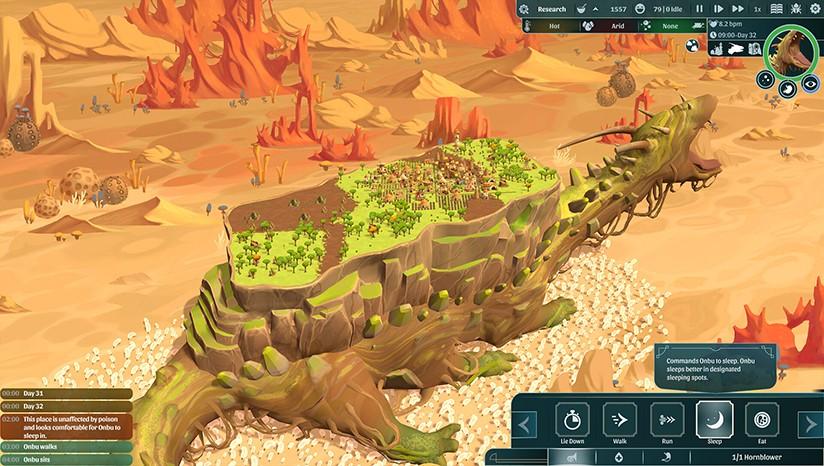 Research 1557 79 | 0 Idle 1x
Hot Arid None
8.2 bpm
09:00-Day 32
Commands Onbu to sleep. Onbu
sleeps better in designated
sleeping spots.
00:00 Day 31
00:00 Day 32
02:00 This place is unaffected by poison
and looks comfortable for Onbu to
sleep in.
03:00 Onbu walks
04:00 Onbu sits
Lie Down Walk Run Sleep Eat
1/1 Hornblower